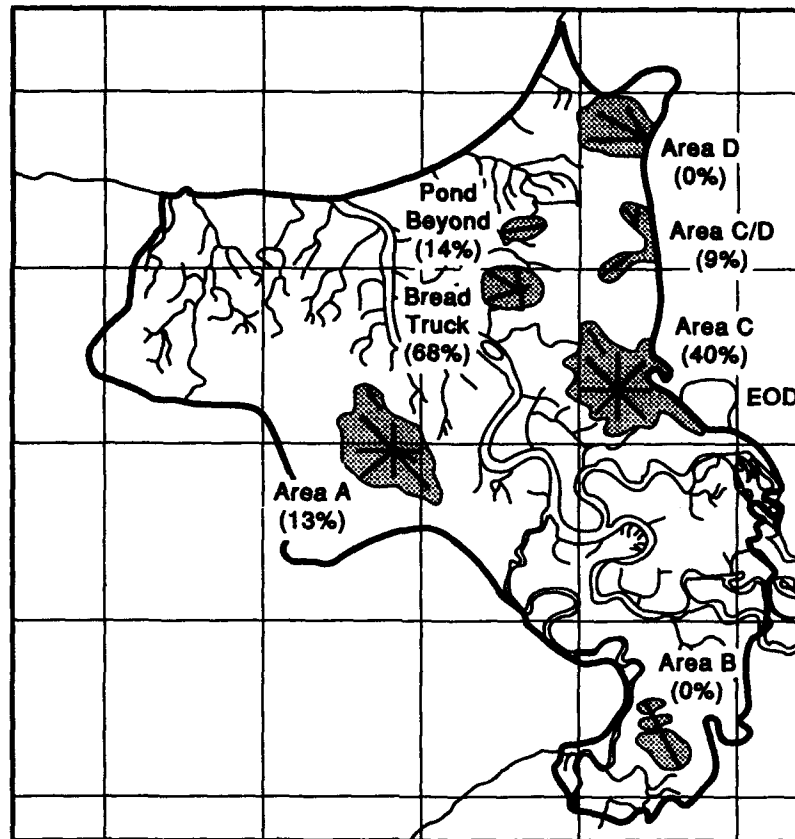 Area D
(0%)
Pond
Beyond
(14%)
Area C/D
(9%)
Bread
Truck
(68%)
Area C
(40%)
EOD
Area A
(13%)
Area B
(0%)